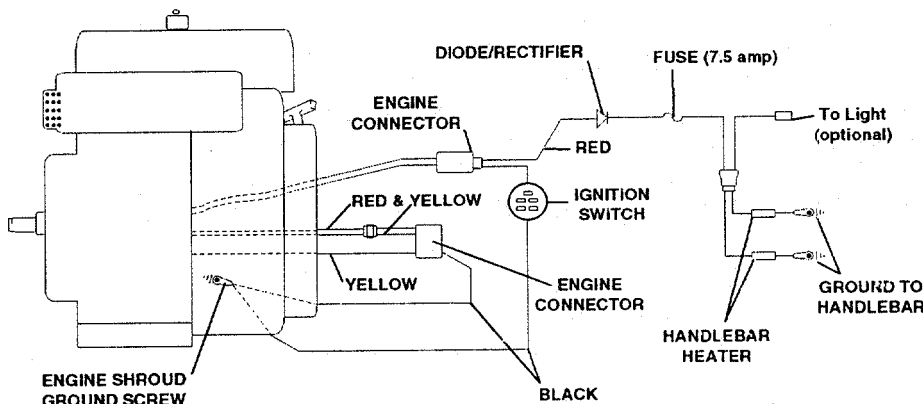 DIODE/RECTIFIER
FUSE (7.5 amp)
ENGINE
CONNECTOR
To Light
(optional)
RED
IGNITION
SWITCH
RED & YELLOW
YELLOW
ENGINE
CONNECTOR
GROUND TO
HANDLEBAR
HANDLEBAR
HEATER
ENGINE SHROUD
GROUND SCREW
BLACK